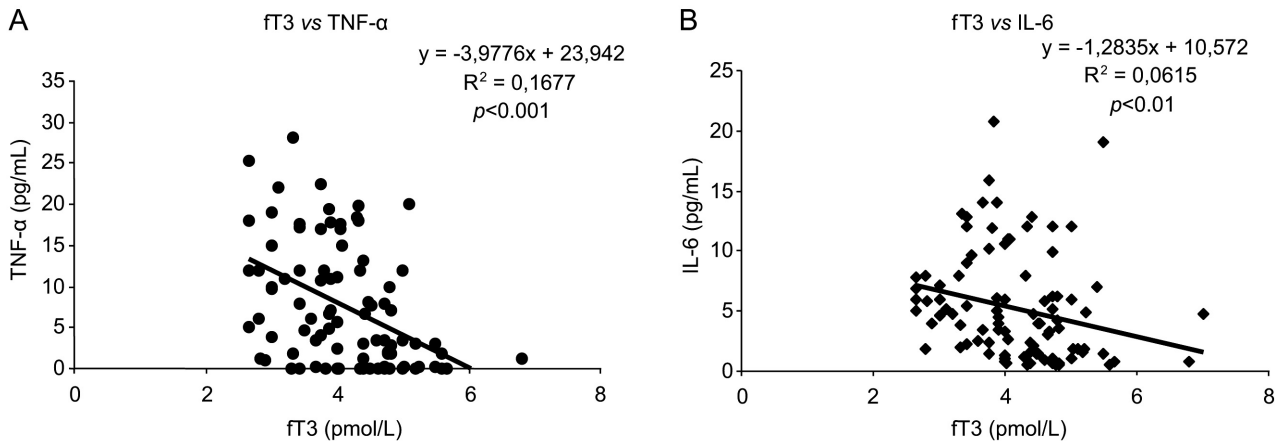 A
fT3 vs TNF-α
y = -3,9776x + 23,942
R² = 0,1677
p<0.001
TNF-α (pg/mL)
35
30
25
20
15
10
5
0
0 2 4 6 8
fT3 (pmol/L)
B
fT3 vs IL-6
y = -1,2835x + 10,572
R² = 0,0615
p<0.01
IL-6 (pg/mL)
25
20
15
10
5
0
0 2 4 6 8
fT3 (pmol/L)